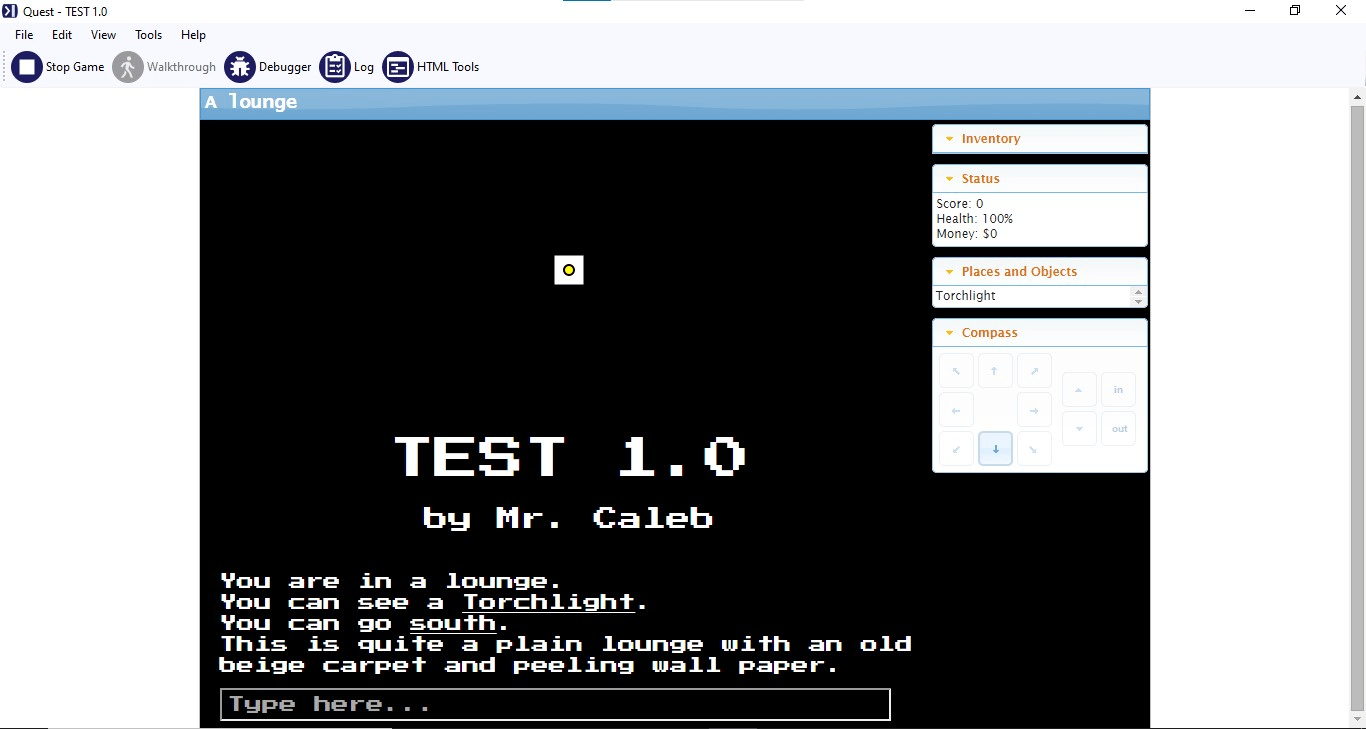 Quest - TEST 1.0
File Edit View Tools Help
Stop Game Walkthrough Debugger Log HTML Tools
A lounge
Inventory
Status
Score: 0
Health: 100%
Money: $0
Places and Objects
Torchlight
Compass
in
out
TEST 1.0
by Mr. Caleb
You are in a lounge.
You can see a Torchlight.
You can go south.
This is quite a plain lounge with an old
beige carpet and peeling wall paper.
Type here...